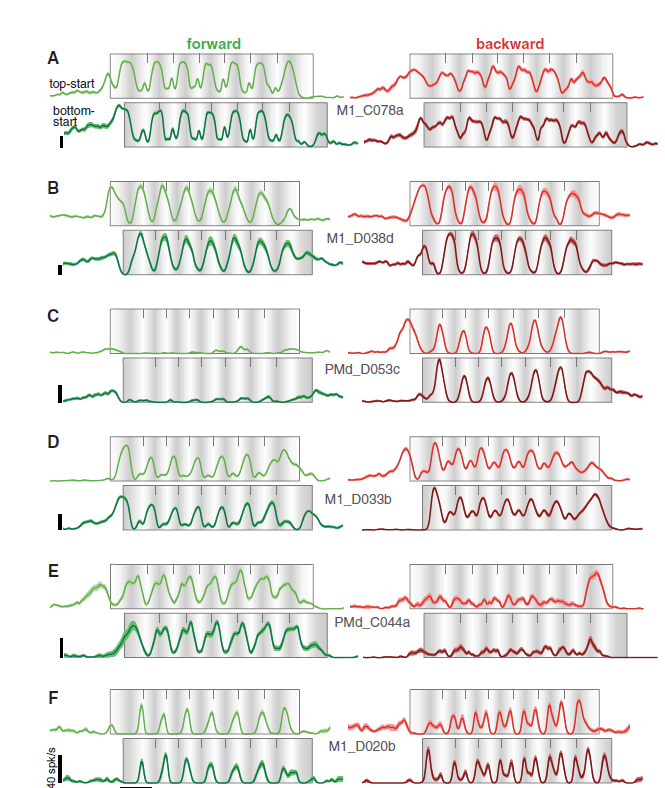 forward
backward
A
top-start
bottom-
start
M1_C078a
B
M1_D038d
C
PMd_D053c
D
M1_D033b
E
PMd_C044a
F
M1_D020b
40 spk/s